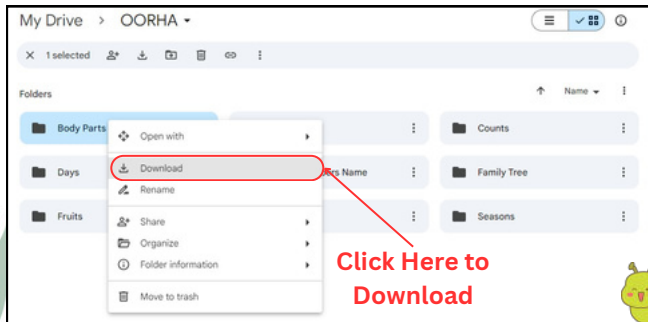 My Drive > OORHA
1 selected
Folders
Name
Body Parts
Counts
Days
Name
Family Tree
Fruits
Seasons
Open with
Download
Rename
Share
Organize
Folder information
Move to trash
Click Here to
Download